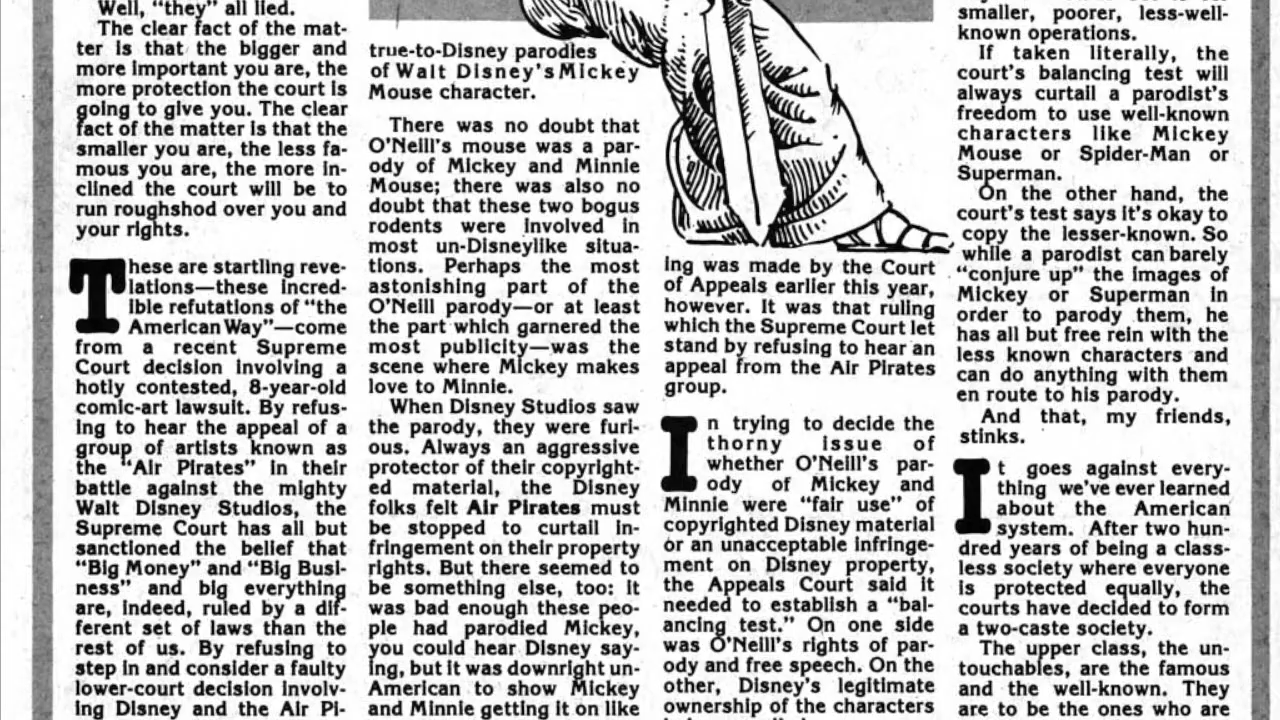 Well, "they" all lied.
The clear fact of the mat-
ter is that the bigger and
more important you are, the
more protection the court is
going to give you. The clear
fact of the matter is that the
smaller you are, the less fa-
mous you are, the more in-
clined the court will be to
run roughshod over you and
your rights.
These are startling reve-
lations—these incred-
ible refutations of "the
American Way"—come
from a recent Supreme
Court decision involving a
hotly contested, 8-year-old
comic-art lawsuit. By refus-
ing to hear the appeal of a
group of artists known as
the "Air Pirates" in their
battle against the mighty
Walt Disney Studios, the
Supreme Court has all but
sanctioned the belief that
"Big Money" and "Big Busi-
ness" and big everything
are, indeed, ruled by a dif-
ferent set of laws than the
rest of us. By refusing to
step in and consider a faulty
lower-court decision involv-
ing Disney and the Air Pi-
true-to-Disney parodies
of Walt Disney's Mickey
Mouse character.
There was no doubt that
O'Neill's mouse was a par-
ody of Mickey and Minnie
Mouse; there was also no
doubt that these two bogus
rodents were involved in
most un-Disneylike situa-
tions. Perhaps the most
astonishing part of the
O'Neill parody—or at least
the part which garnered the
most publicity—was the
scene where Mickey makes
love to Minnie.
When Disney Studios saw
the parody, they were furi-
ous. Always an aggressive
protector of their copyright-
ed material, the Disney
folks felt Air Pirates must
be stopped to curtail in-
fringement on their property
rights. But there seemed to
be something else, too: it
was bad enough these peo-
ple had parodied Mickey,
you could hear Disney say-
ing, but it was downright un-
American to show Mickey
and Minnie getting it on like
ing was made by the Court
of Appeals earlier this year,
however. It was that ruling
which the Supreme Court let
stand by refusing to hear an
appeal from the Air Pirates
group.
In trying to decide the
thorny issue of
whether O'Neill's par-
ody of Mickey and
Minnie were "fair use" of
copyrighted Disney material
or an unacceptable infringe-
ment on Disney property,
the Appeals Court said it
needed to establish a "bal-
ancing test." On one side
was O'Neill's rights of par-
ody and free speech. On the
other, Disney's legitimate
ownership of the characters
smaller, poorer, less-well-
known operations.
If taken literally, the
court's balancing test will
always curtail a parodist's
freedom to use well-known
characters like Mickey
Mouse or Spider-Man or
Superman.
On the other hand, the
court's test says it's okay to
copy the lesser-known. So
while a parodist can barely
"conjure up" the images of
Mickey or Superman in
order to parody them, he
has all but free rein with the
less known characters and
can do anything with them
en route to his parody.
And that, my friends,
stinks.
It goes against every-
thing we've ever learned
about the American
system. After two hun-
dred years of being a class-
less society where everyone
is protected equally, the
courts have decided to form
a two-caste society.
The upper class, the un-
touchables, are the famous
and the well-known. They
are to be the ones who are